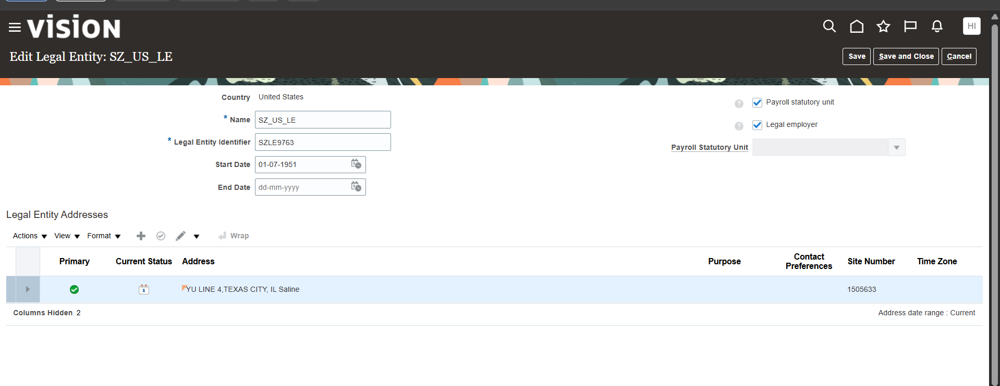 vision
HI
Edit Legal Entity: SZ_US_LE
Save
Save and Close
Cancel
Country United States
* Name SZ_US_LE
* Legal Entity Identifier SZLE9763
Start Date 01-07-1951
End Date dd-mm-yyyy
? Payroll statutory unit
? Legal employer
Payroll Statutory Unit
Legal Entity Addresses
Actions View Format Wrap
Primary Current Status Address Purpose Contact Preferences Site Number Time Zone
YU LINE 4,TEXAS CITY, IL Saline 1505633
Columns Hidden 2
Address date range : Current